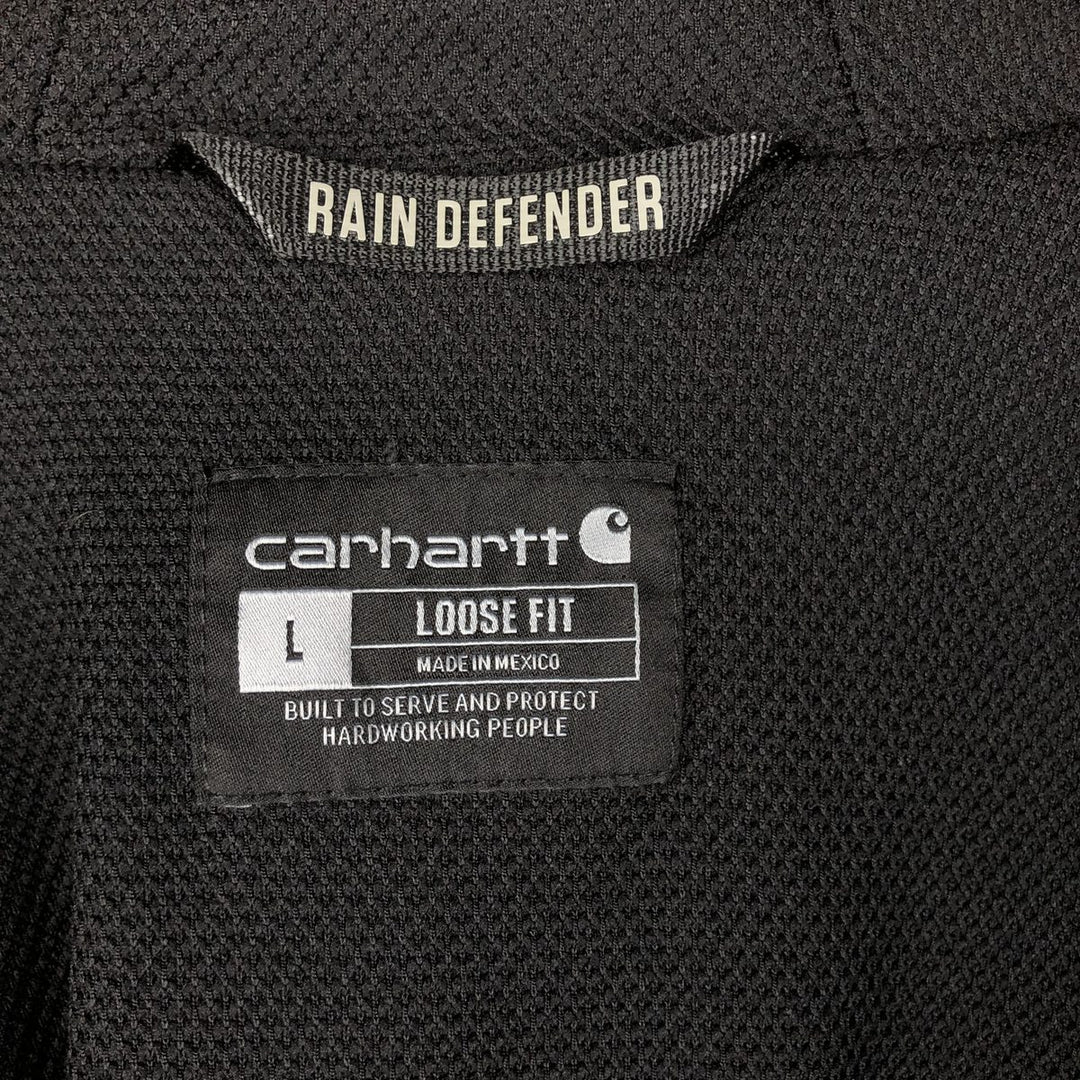 RAIN DEFENDER
carhartt
L
LOOSE FIT
MADE IN MEXICO
BUILT TO SERVE AND PROTECT
HARDWORKING PEOPLE